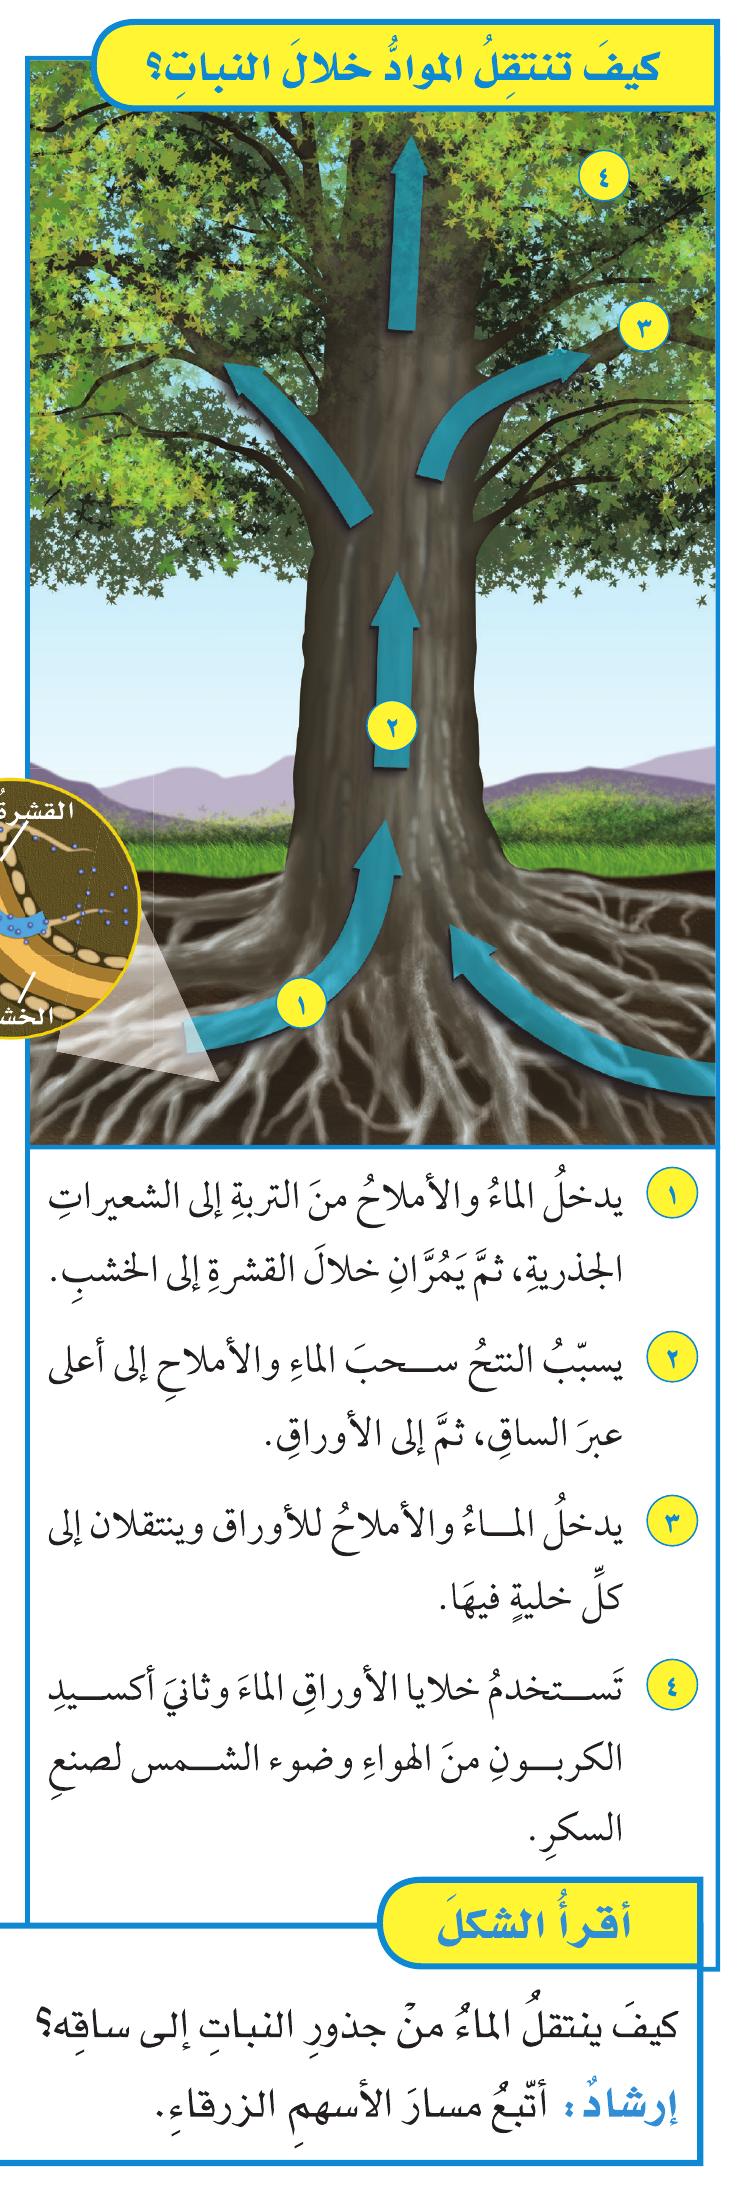 كيفَ تنتقِلُ الموادُّ خلالَ النباتِ؟
٤
٣
٢
القشرة
١
١ يدخلُ الماءُ والأملاحُ منَ التربةِ إلى الشعيراتِ
الجذريةِ، ثمَّ يَمُرَّانِ خلالَ القشرةِ إلى الخشبِ.
٢ يسبّبُ النتحُ سحبَ الماءِ والأملاحِ إلى أعلى
عبرَ الساقِ، ثمَّ إلى الأوراقِ.
٣ يدخلُ الماءُ والأملاحُ للأوراق وينتقلان إلى
كلِّ خليةٍ فيهَا.
٤ تَستخدمُ خلايا الأوراقِ الماءَ وثانيَ أكسيدِ
الكربونِ منَ الهواءِ وضوء الشمس لصنعِ
السكرِ.
أقرأُ الشكلَ
كيفَ ينتقلُ الماءُ منْ جذورِ النباتِ إلى ساقِه؟
إرشادٌ: أتّبعُ مسارَ الأسهمِ الزرقاءِ.